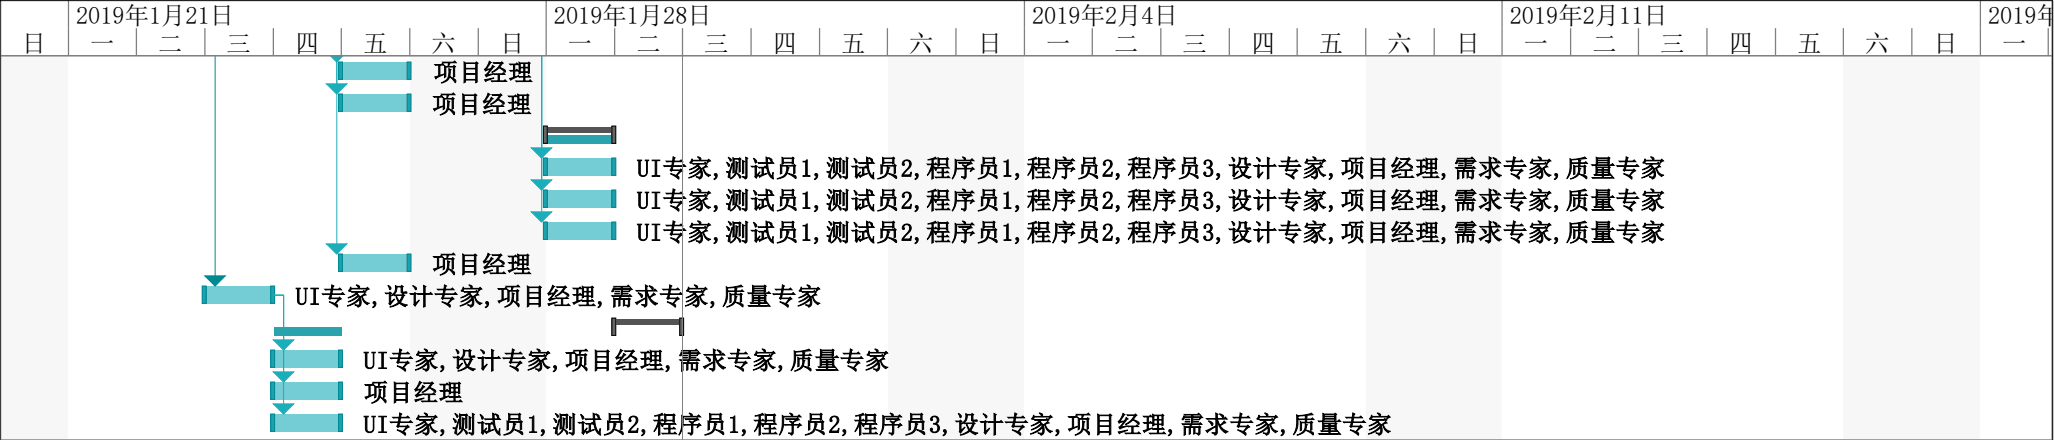 2019年1月21日 2019年1月28日 2019年2月4日 2019年2月11日 2019年
日 一 二 三 四 五 六 日 一 二 三 四 五 六 日 一 二 三 四 五 六 日 一 二 三 四 五 六 日 一
项目经理
项目经理
UI专家,测试员1,测试员2,程序员1,程序员2,程序员3,设计专家,项目经理,需求专家,质量专家
UI专家,测试员1,测试员2,程序员1,程序员2,程序员3,设计专家,项目经理,需求专家,质量专家
UI专家,测试员1,测试员2,程序员1,程序员2,程序员3,设计专家,项目经理,需求专家,质量专家
项目经理
UI专家,设计专家,项目经理,需求专家,质量专家
UI专家,设计专家,项目经理,需求专家,质量专家
项目经理
UI专家,测试员1,测试员2,程序员1,程序员2,程序员3,设计专家,项目经理,需求专家,质量专家